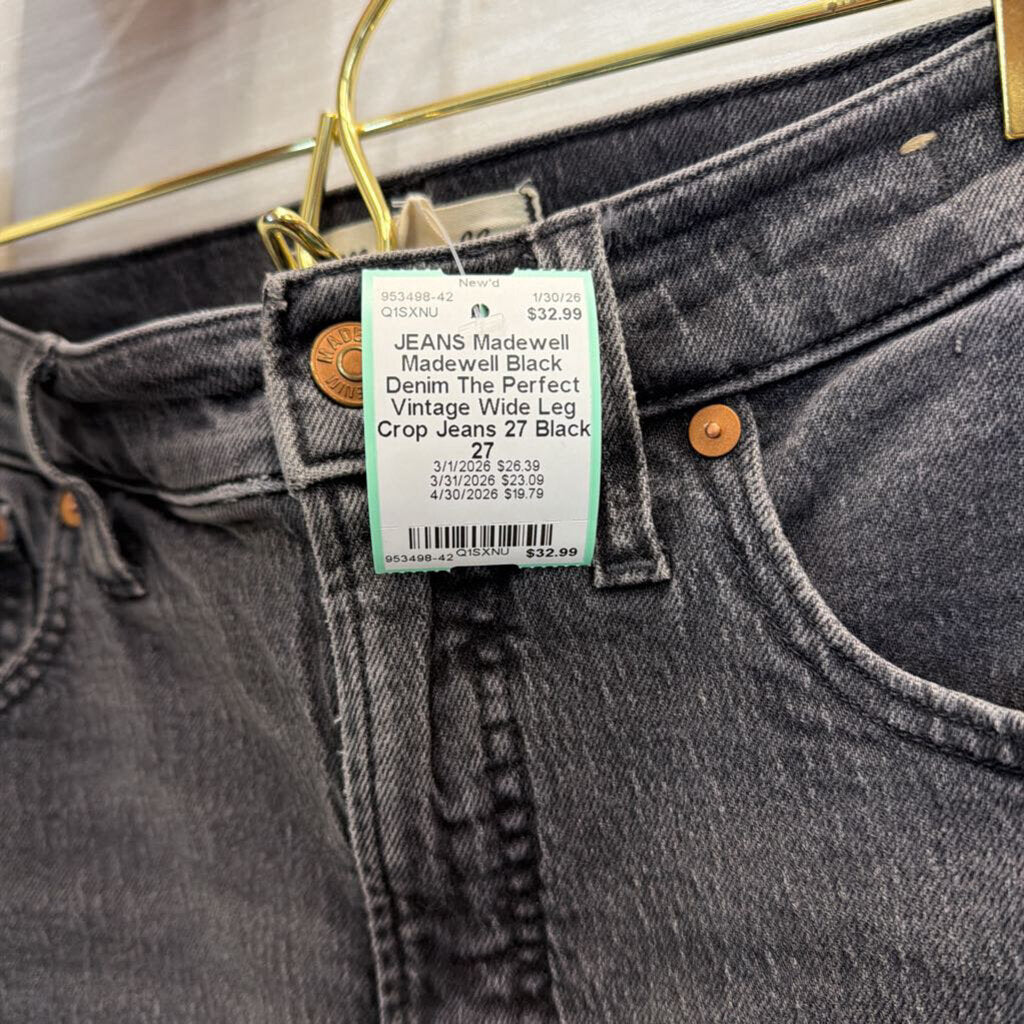 New'd
953498-42 1/30/26
Q1SXNU $32.99
JEANS Madewell
Madewell Black
Denim The Perfect
Vintage Wide Leg
Crop Jeans 27 Black
27
3/1/2026 $26.39
3/31/2026 $23.09
4/30/2026 $19.79
953498-42 Q1SXNU $32.99
MADE